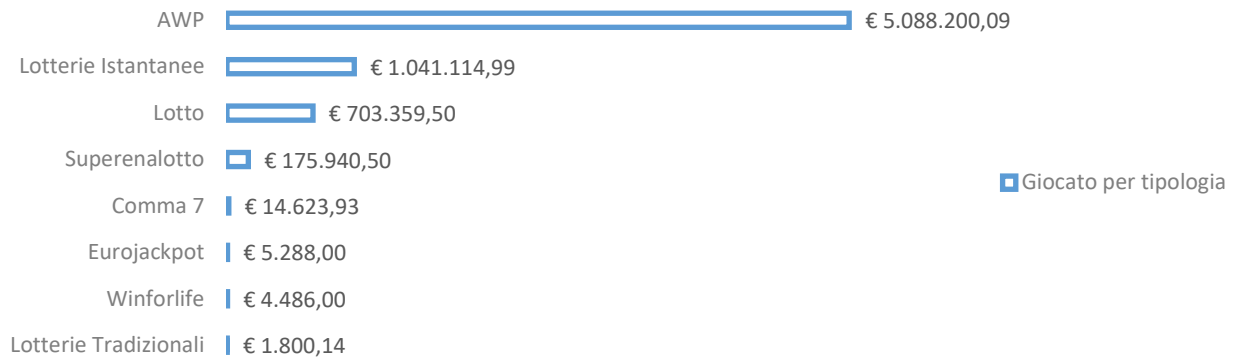 AWP € 5.088.200,09
Lotterie Istantanee € 1.041.114,99
Lotto € 703.359,50
Superenalotto € 175.940,50
Giocato per tipologia
Comma 7 € 14.623,93
Eurojackpot € 5.288,00
Winforlife € 4.486,00
Lotterie Tradizionali € 1.800,14